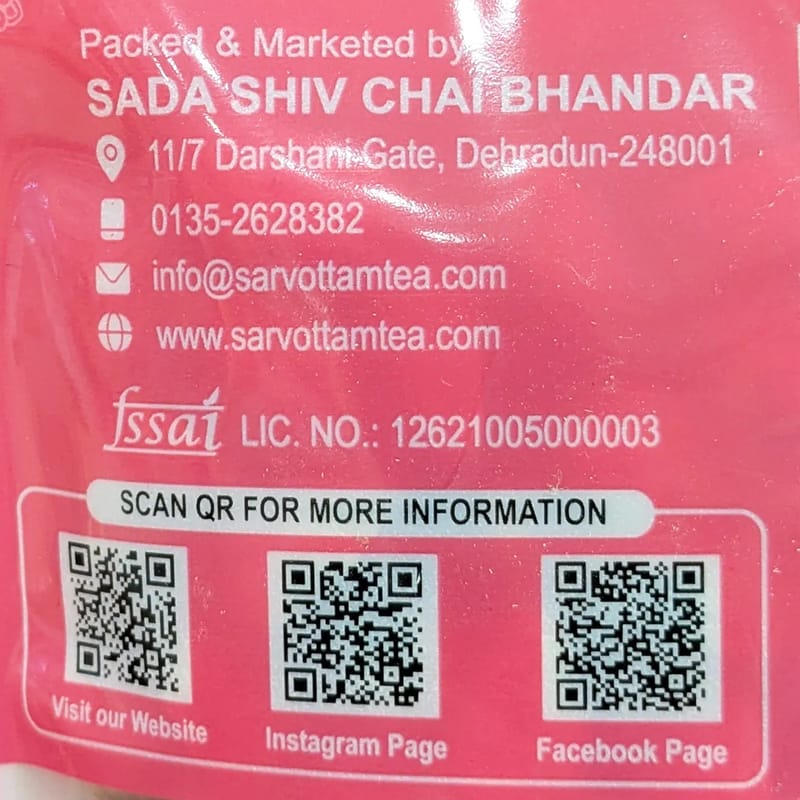 Packed & Marketed by
SADA SHIV CHAI BHANDAR
11/7 Darshani Gate, Dehradun-248001
0135-2628382
info@sarvottamtea.com
www.sarvottamtea.com
fssai LIC. NO.: 12621005000003
SCAN QR FOR MORE INFORMATION
Visit our Website
Instagram Page
Facebook Page